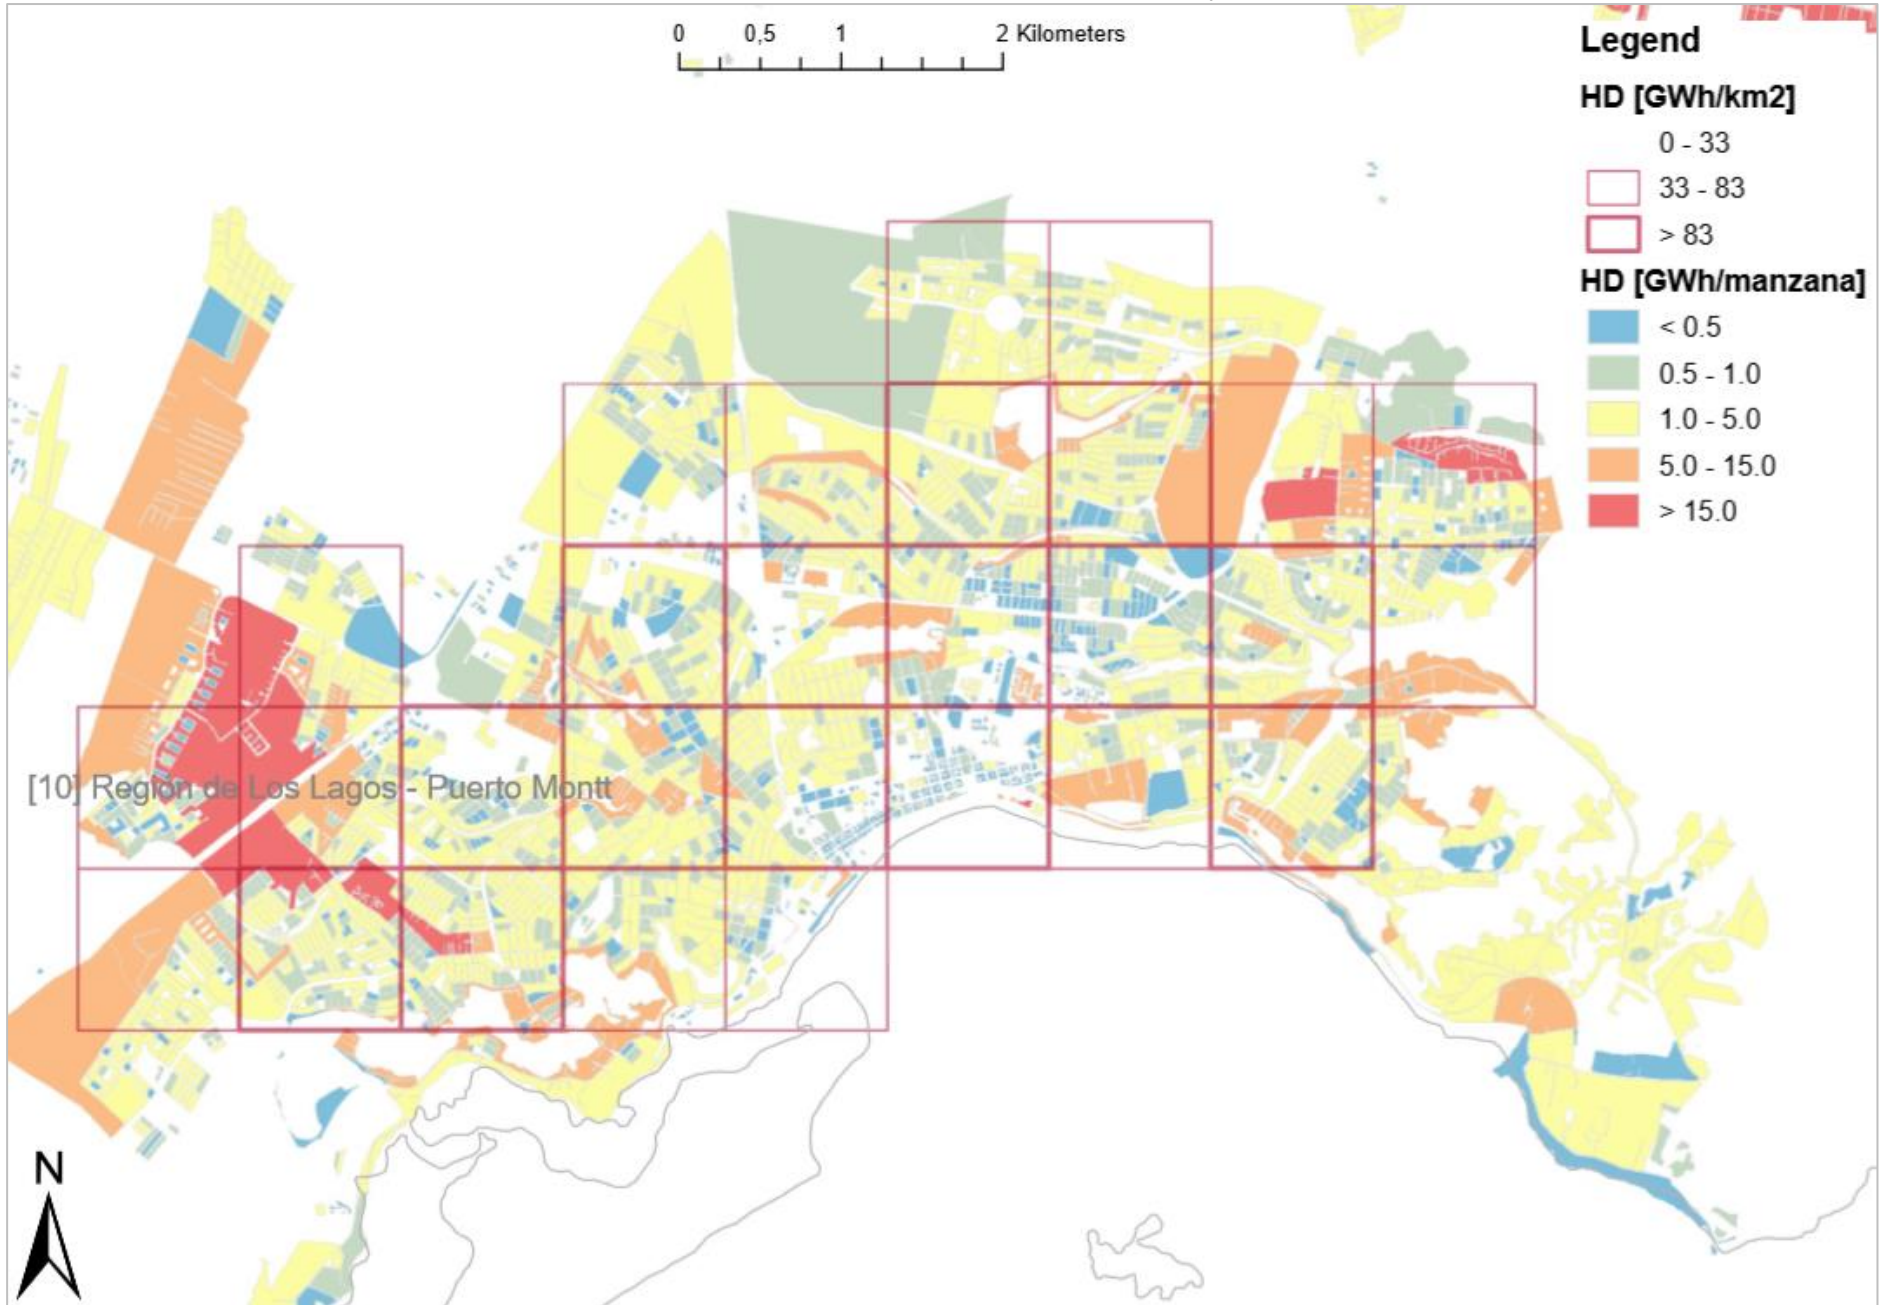 0 0,5 1 2 Kilometers
Legend
HD [GWh/km2]
0 - 33
33 - 83
> 83
HD [GWh/manzana]
< 0.5
0.5 - 1.0
1.0 - 5.0
5.0 - 15.0
> 15.0
[10] Región de Los Lagos - Puerto Montt
N